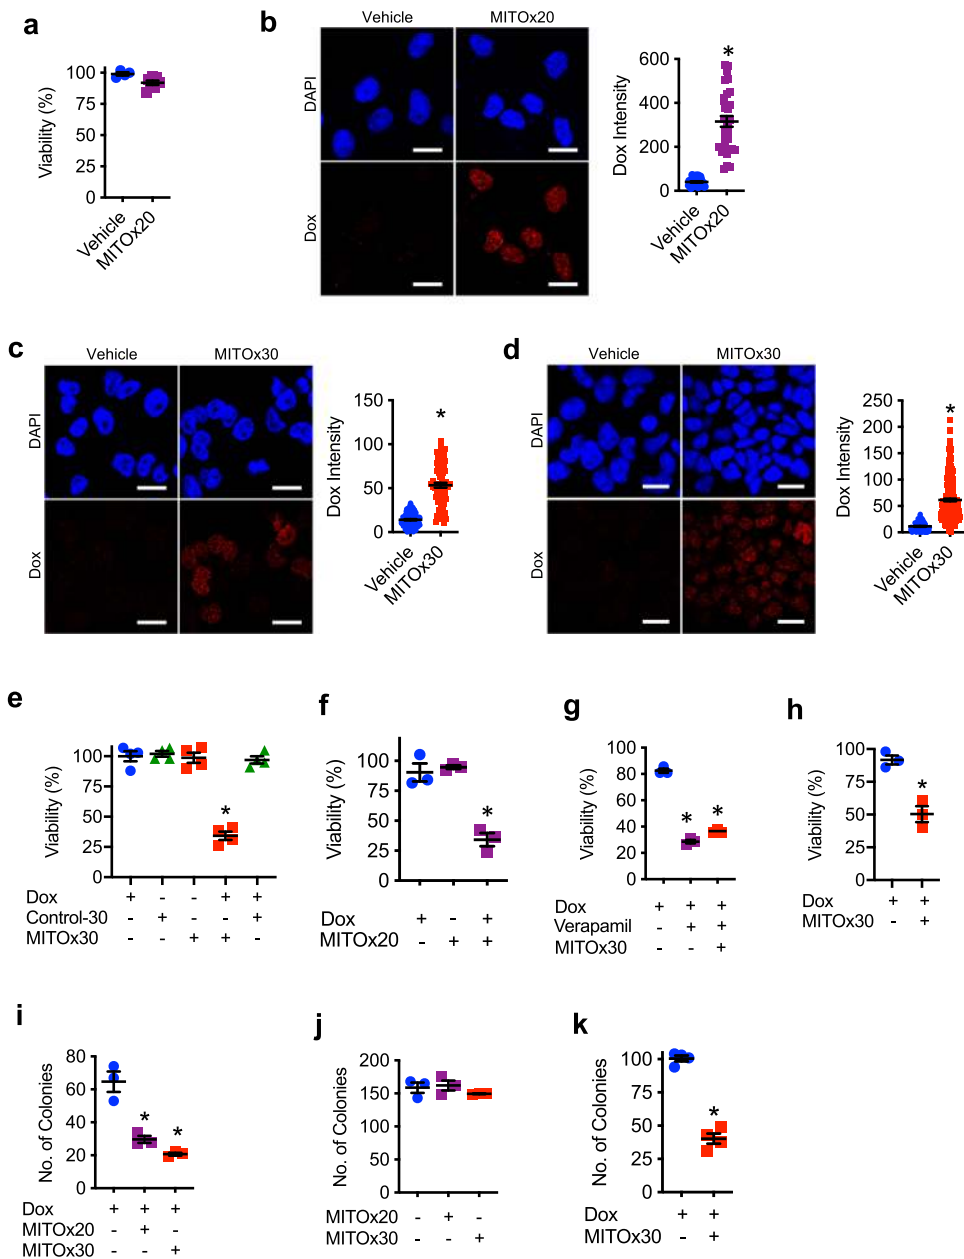 a
Viability (%)
100
75
50
25
0
Vehicle
MITOx20
b
Vehicle
MITOx20
DAPI
Dox
Dox Intensity
600
400
200
0
*
Vehicle
MITOx20
c
Vehicle
MITOx30
DAPI
Dox
Dox Intensity
150
100
50
0
*
Vehicle
MITOx30
d
Vehicle
MITOx30
DAPI
Dox
Dox Intensity
250
200
150
100
50
0
*
Vehicle
MITOx30
e
Viability (%)
100
75
50
25
0
*
Dox + - - + +
Control-30 - + - - +
MITOx30 - - + + -
f
Viability (%)
100
75
50
25
0
*
Dox + - +
MITOx20 - + +
g
Viability (%)
80
60
40
20
0
* *
Dox + + +
Verapamil - + +
MITOx30 - - +
h
Viability (%)
100
75
50
25
0
*
Dox + +
MITOx30 - +
i
No. of Colonies
80
60
40
20
0
* *
Dox + + +
MITOx20 - + -
MITOx30 - - +
j
No. of Colonies
200
150
100
50
0
MITOx20 - + -
MITOx30 - - +
k
No. of Colonies
100
75
50
25
0
*
Dox + +
MITOx30 - +